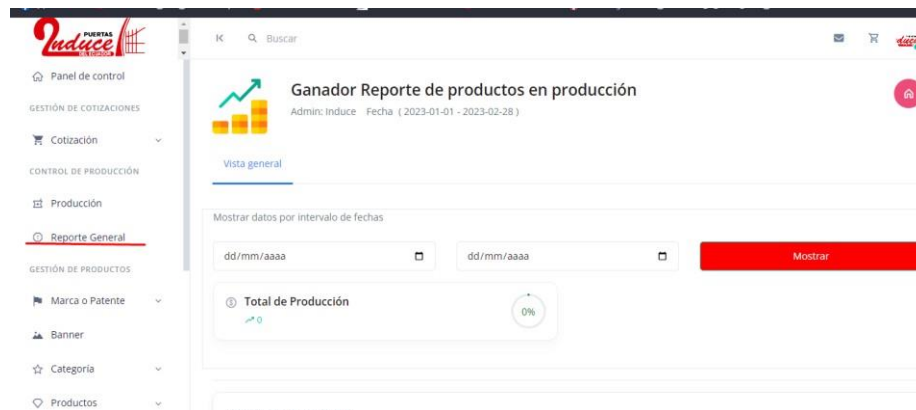 PUERTAS
Induce
DEL ECUADOR
Buscar
Panel de control
GESTIÓN DE COTIZACIONES
Cotización
CONTROL DE PRODUCCIÓN
Producción
Reporte General
GESTIÓN DE PRODUCTOS
Marca o Patente
Banner
Categoría
Productos
Ganador Reporte de productos en producción
Admin: Induce Fecha ( 2023-01-01 - 2023-02-28 )
Vista general
Mostrar datos por intervalo de fechas
dd/mm/aaaa dd/mm/aaaa Mostrar
Total de Producción
0
0%